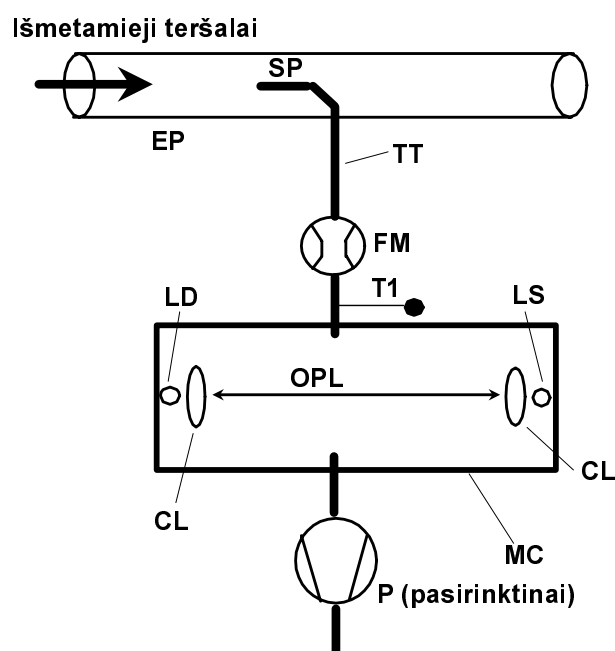 Išmetamieji teršalai
SP
EP
TT
FM
T1
LD
LS
OPL
CL
CL
MC
P (pasirinktinai)